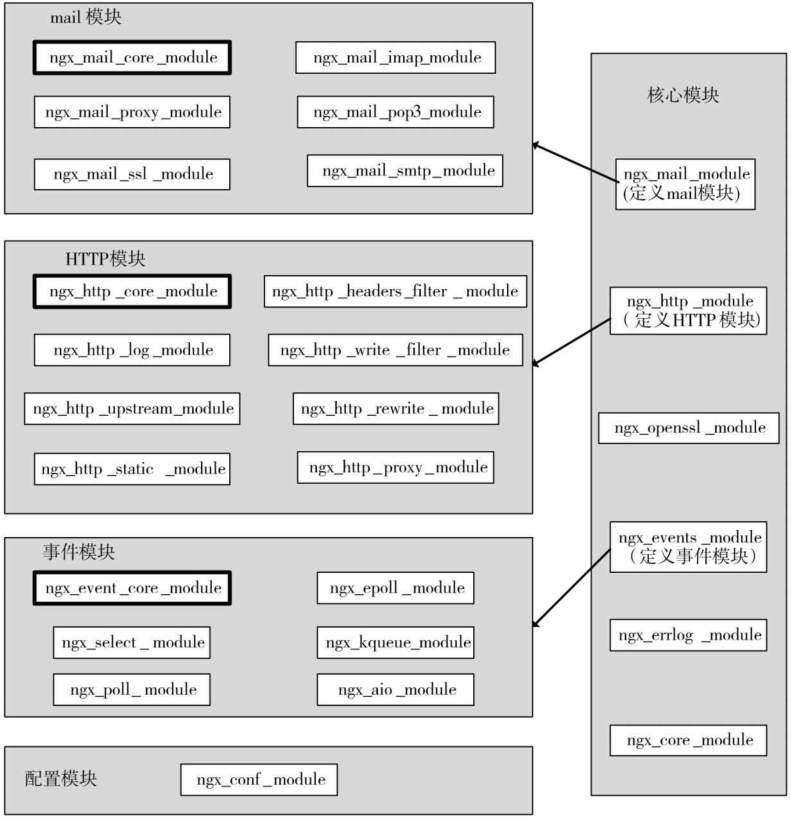 mail 模块
ngx_mail_core_module
ngx_mail_imap_module
ngx_mail_proxy_module
ngx_mail_pop3_module
ngx_mail_ssl_module
ngx_mail_smtp_module
HTTP模块
ngx_http_core_module
ngx_http_headers_filter_module
ngx_http_log_module
ngx_http_write_filter_module
ngx_http_upstream_module
ngx_http_rewrite_module
ngx_http_static_module
ngx_http_proxy_module
事件模块
ngx_event_core_module
ngx_epoll_module
ngx_select_module
ngx_kqueue_module
ngx_poll_module
ngx_aio_module
配置模块
ngx_conf_module
核心模块
ngx_mail_module
(定义mail模块)
ngx_http_module
（定义HTTP模块)
ngx_openssl_module
ngx_events_module
（定义事件模块）
ngx_errlog_module
ngx_core_module